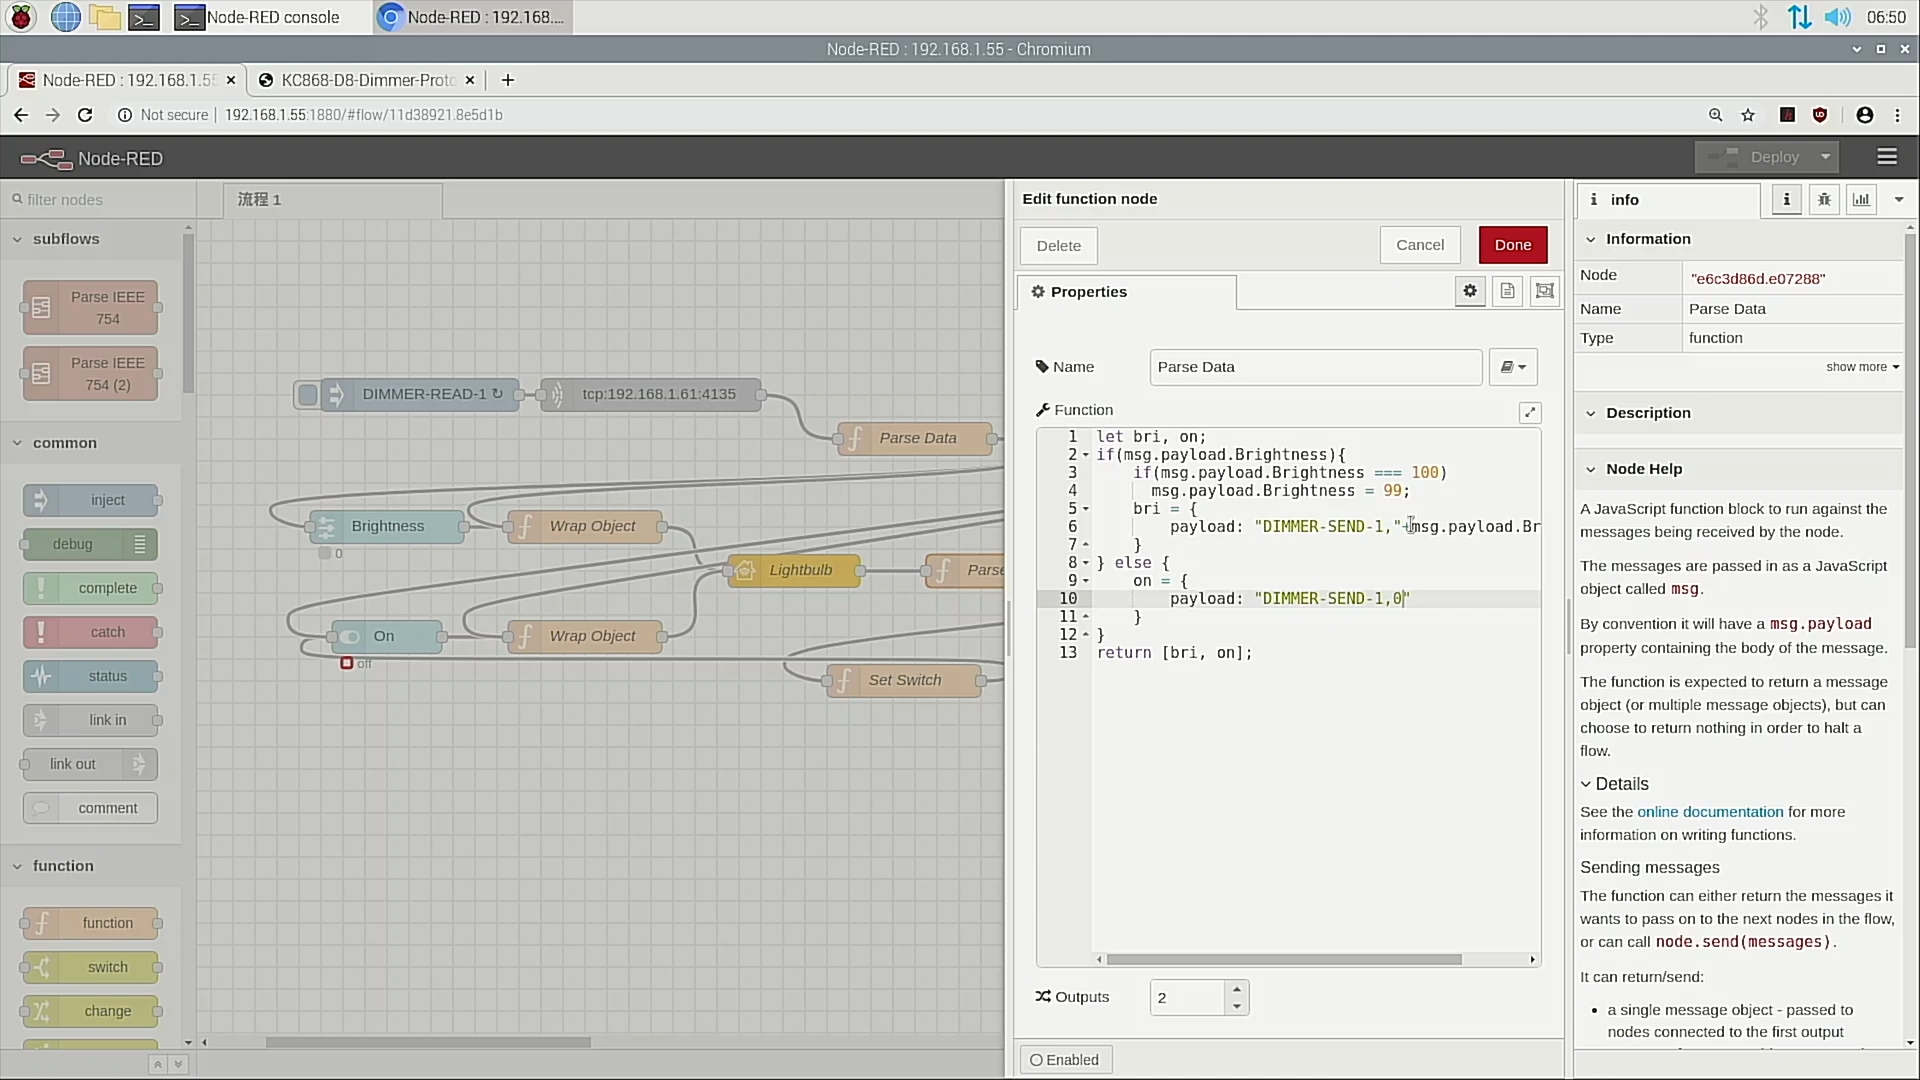 Node-RED console
Node-RED : 192.168....
06:50
Node-RED : 192.168.1.55 - Chromium
Node-RED : 192.168.1.55
KC868-D8-Dimmer-Proto
Not secure
192.168.1.55:1880/#flow/11d38921.8e5d1b
Node-RED
Deploy
filter nodes
流程 1
subflows
Parse IEEE
754
Parse IEEE
754 (2)
common
inject
debug
complete
catch
status
link in
link out
comment
function
function
switch
change
DIMMER-READ-1 ↻
tcp:192.168.1.61:4135
Parse Data
Brightness
0
Wrap Object
Lightbulb
Parse
On
off
Wrap Object
Set Switch
Edit function node
Delete
Cancel
Done
Properties
Name
Parse Data
Function
1 let bri, on;
2 if(msg.payload.Brightness){
3 if(msg.payload.Brightness === 100)
4 msg.payload.Brightness = 99;
5 bri = {
6 payload: "DIMMER-SEND-1,"+msg.payload.Br
7 }
8 } else {
9 on = {
10 payload: "DIMMER-SEND-1,0"
11 }
12 }
13 return [bri, on];
Outputs
2
Enabled
info
Information
Node
"e6c3d86d.e07288"
Name
Parse Data
Type
function
show more
Description
Node Help
A JavaScript function block to run against the
messages being received by the node.
The messages are passed in as a JavaScript
object called msg.
By convention it will have a msg.payload
property containing the body of the message.
The function is expected to return a message
object (or multiple message objects), but can
choose to return nothing in order to halt a
flow.
Details
See the online documentation for more
information on writing functions.
Sending messages
The function can either return the messages it
wants to pass on to the next nodes in the flow,
or can call node.send(messages).
It can return/send:
• a single message object - passed to
nodes connected to the first output